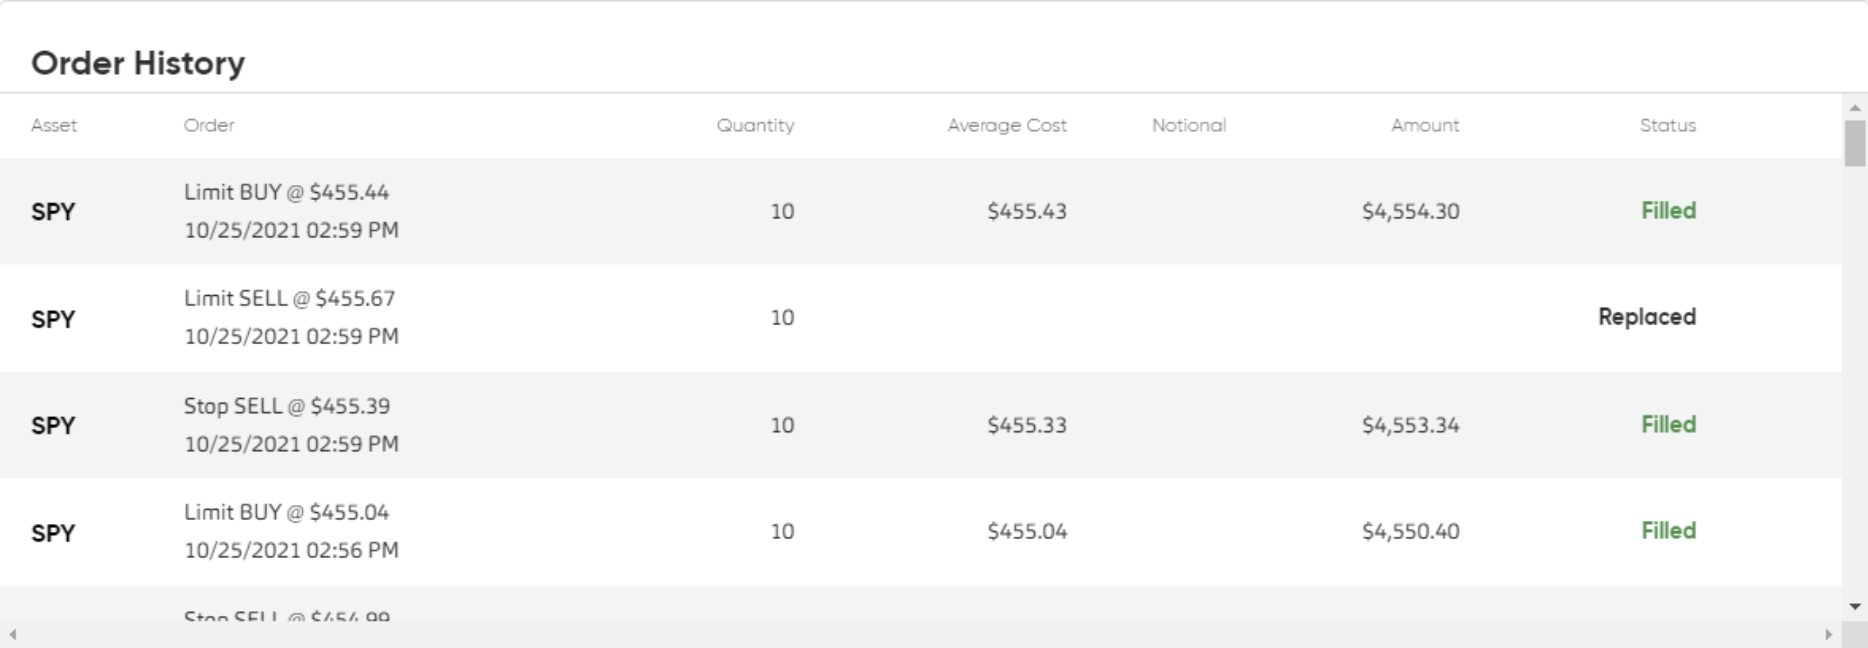 Order History
Asset Order Quantity Average Cost Notional Amount Status
Limit BUY @ $455.44
SPY 10 $455.43 $4,554.30 Filled
10/25/2021 02:59 PM
Limit SELL @ $455.67
SPY 10 Replaced
10/25/2021 02:59 PM
Stop SELL @ $455.39
SPY 10 $455.33 $4,553.34 Filled
10/25/2021 02:59 PM
Limit BUY @ $455.04
SPY 10 $455.04 $4,550.40 Filled
10/25/2021 02:56 PM
Stop SELL @ $454.99